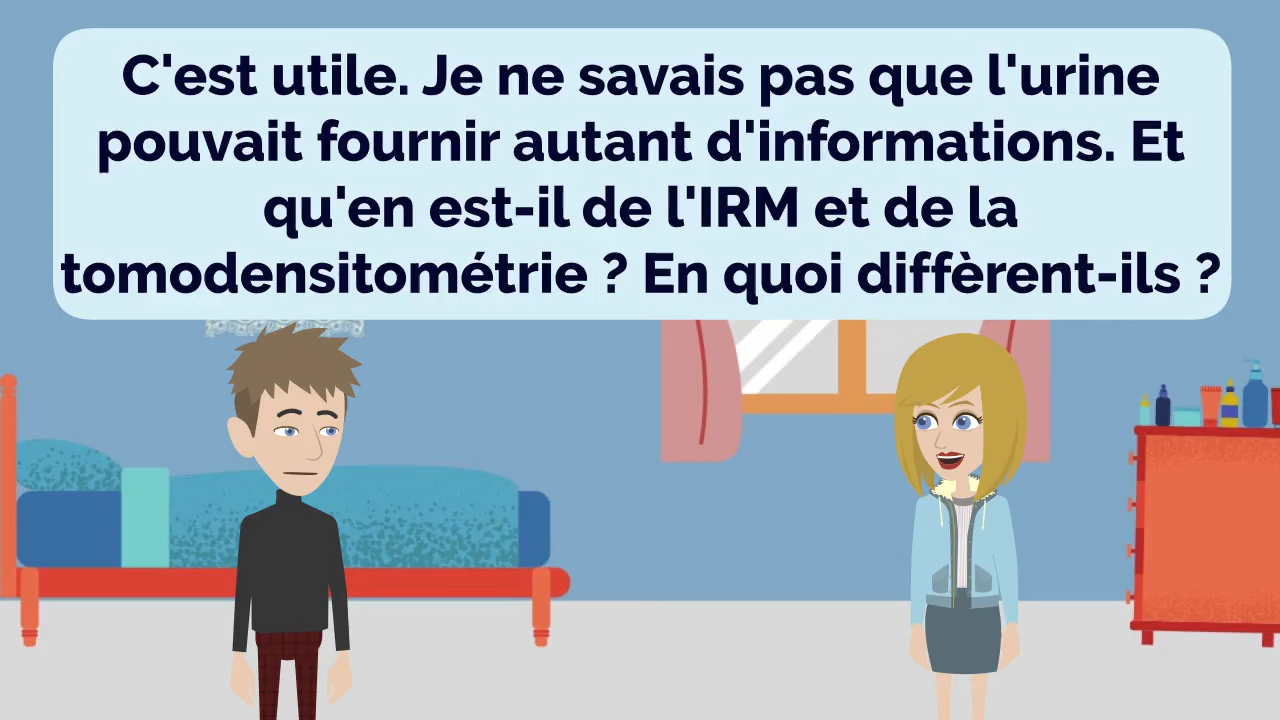 C'est utile. Je ne savais pas que l'urine
pouvait fournir autant d'informations. Et
qu'en est-il de l'IRM et de la
tomodensitométrie ? En quoi diffèrent-ils ?